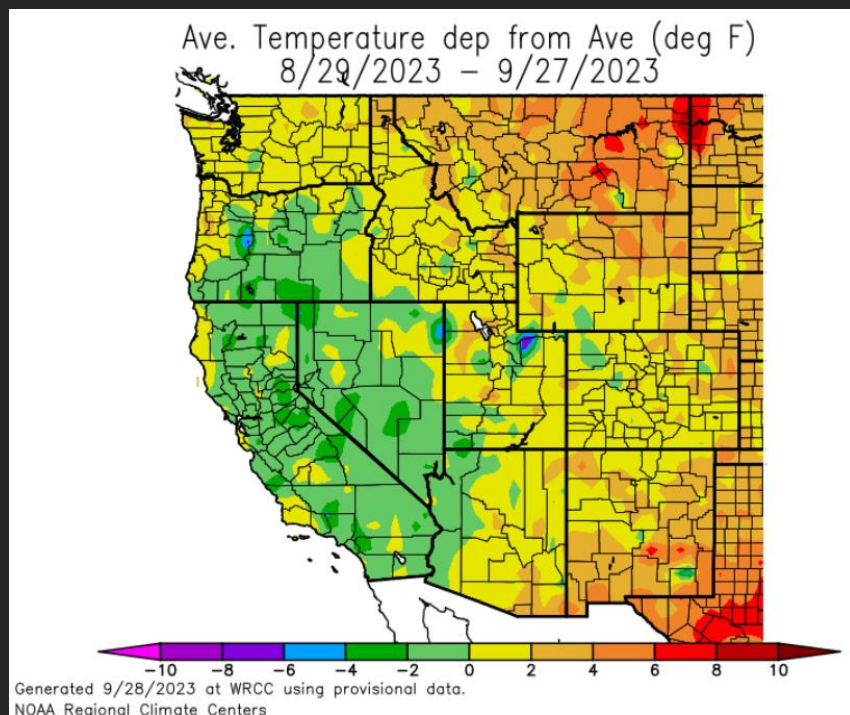 Ave. Temperature dep from Ave (deg F)
8/29/2023 – 9/27/2023
−10 −8 −6 −4 −2 0 2 4 6 8 10
Generated 9/28/2023 at WRCC using provisional data.
NOAA Regional Climate Centers